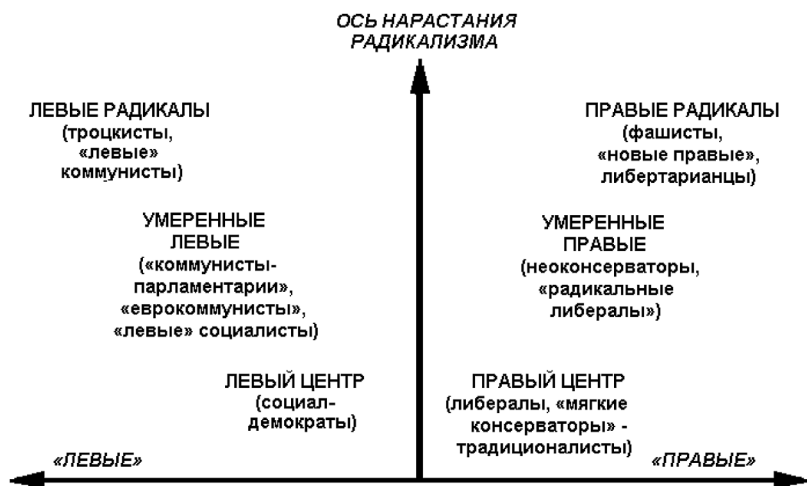 ОСЬ НАРАСТАНИЯ
РАДИКАЛИЗМА
ЛЕВЫЕ РАДИКАЛЫ
(троцкисты,
«левые»
коммунисты)
ПРАВЫЕ РАДИКАЛЫ
(фашисты,
«новые правые»,
либертарианцы)
УМЕРЕННЫЕ
ЛЕВЫЕ
(«коммунисты-
парламентарии»,
«еврокоммунисты»,
«левые» социалисты)
УМЕРЕННЫЕ
ПРАВЫЕ
(неоконсерваторы,
«радикальные
либералы»)
ЛЕВЫЙ ЦЕНТР
(социал-
демократы)
ПРАВЫЙ ЦЕНТР
(либералы, «мягкие
консерваторы» -
традиционалисты)
«ЛЕВЫЕ»
«ПРАВЫЕ»